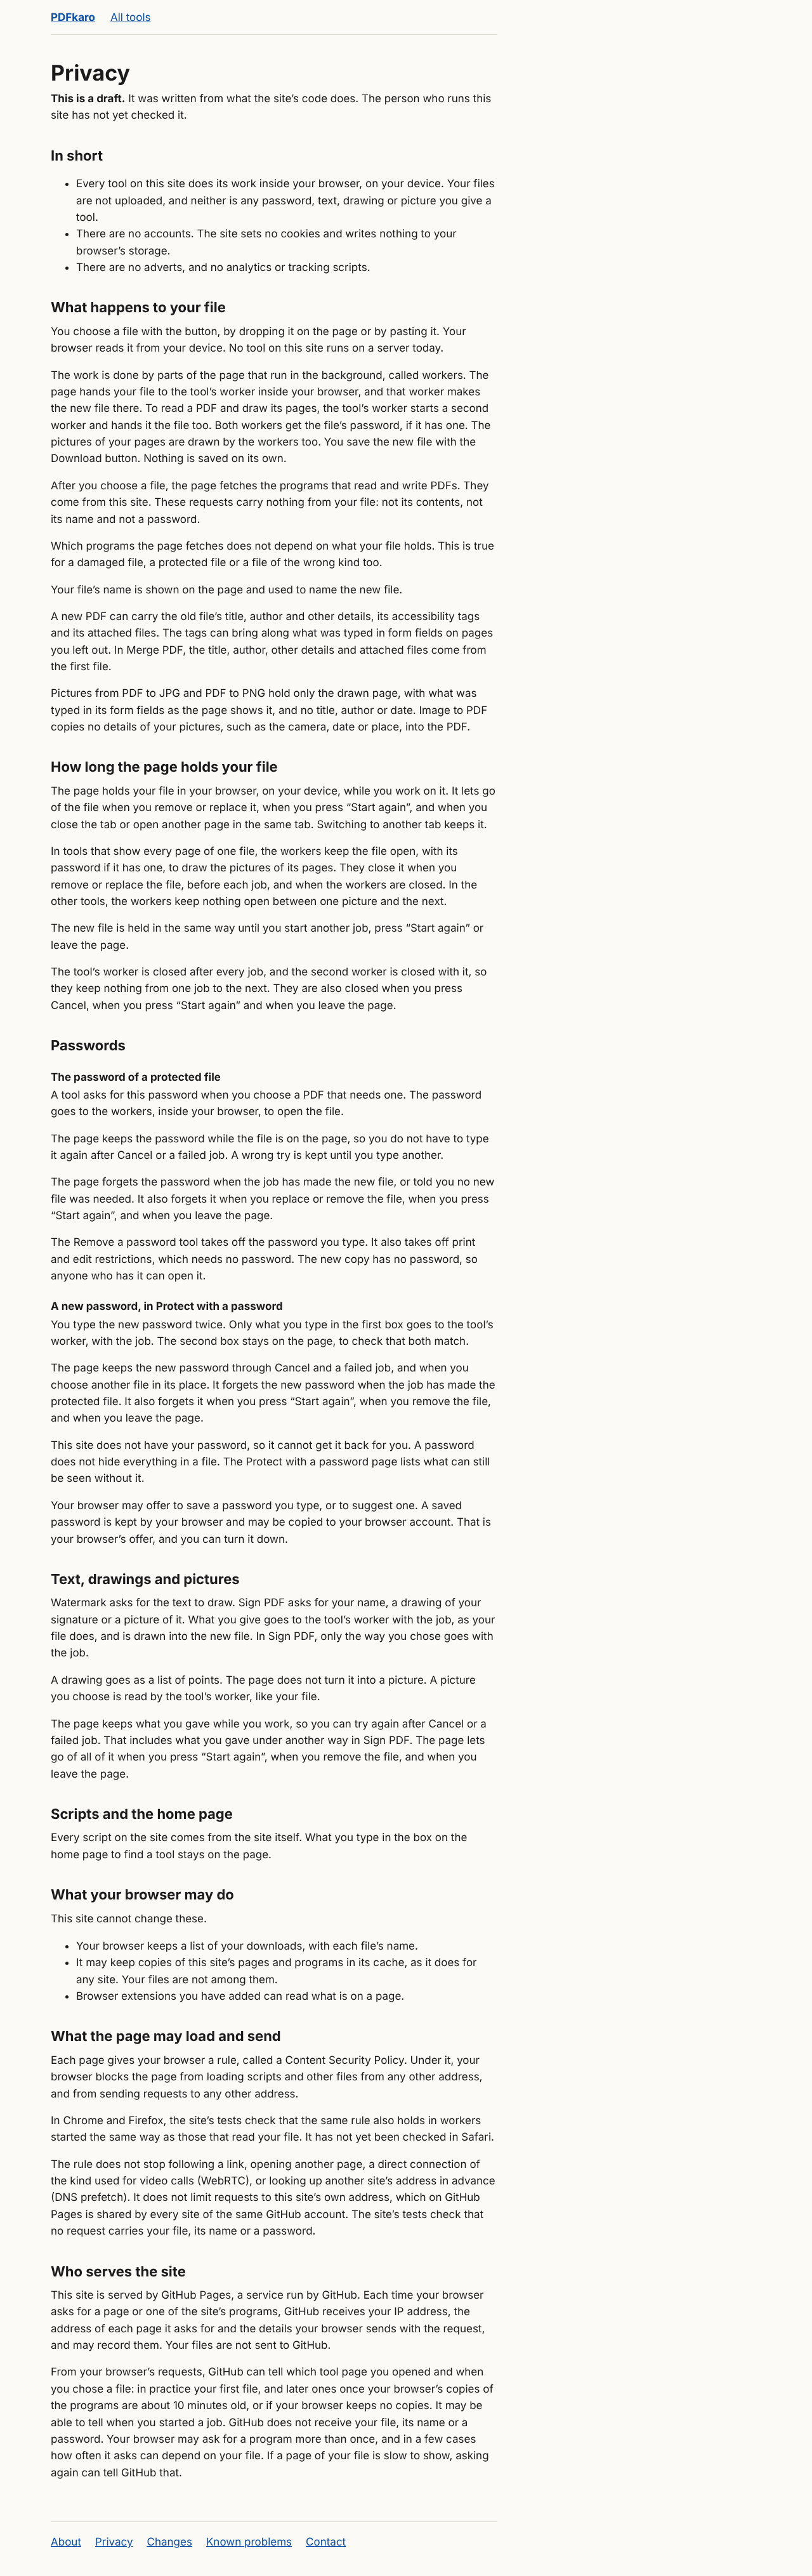 PDFkaro All tools
Privacy
This is a draft. It was written from what the site’s code does. The person who runs this
site has not yet checked it.
In short
• Every tool on this site does its work inside your browser, on your device. Your files
are not uploaded, and neither is any password, text, drawing or picture you give a
tool.
• There are no accounts. The site sets no cookies and writes nothing to your
browser’s storage.
• There are no adverts, and no analytics or tracking scripts.
What happens to your file
You choose a file with the button, by dropping it on the page or by pasting it. Your
browser reads it from your device. No tool on this site runs on a server today.
The work is done by parts of the page that run in the background, called workers. The
page hands your file to the tool’s worker inside your browser, and that worker makes
the new file there. To read a PDF and draw its pages, the tool’s worker starts a second
worker and hands it the file too. Both workers get the file’s password, if it has one. The
pictures of your pages are drawn by the workers too. You save the new file with the
Download button. Nothing is saved on its own.
After you choose a file, the page fetches the programs that read and write PDFs. They
come from this site. These requests carry nothing from your file: not its contents, not
its name and not a password.
Which programs the page fetches does not depend on what your file holds. This is true
for a damaged file, a protected file or a file of the wrong kind too.
Your file’s name is shown on the page and used to name the new file.
A new PDF can carry the old file’s title, author and other details, its accessibility tags
and its attached files. The tags can bring along what was typed in form fields on pages
you left out. In Merge PDF, the title, author, other details and attached files come from
the first file.
Pictures from PDF to JPG and PDF to PNG hold only the drawn page, with what was
typed in its form fields as the page shows it, and no title, author or date. Image to PDF
copies no details of your pictures, such as the camera, date or place, into the PDF.
How long the page holds your file
The page holds your file in your browser, on your device, while you work on it. It lets go
of the file when you remove or replace it, when you press “Start again”, and when you
close the tab or open another page in the same tab. Switching to another tab keeps it.
In tools that show every page of one file, the workers keep the file open, with its
password if it has one, to draw the pictures of its pages. They close it when you
remove or replace the file, before each job, and when the workers are closed. In the
other tools, the workers keep nothing open between one picture and the next.
The new file is held in the same way until you start another job, press “Start again” or
leave the page.
The tool’s worker is closed after every job, and the second worker is closed with it, so
they keep nothing from one job to the next. They are also closed when you press
Cancel, when you press “Start again” and when you leave the page.
Passwords
The password of a protected file
A tool asks for this password when you choose a PDF that needs one. The password
goes to the workers, inside your browser, to open the file.
The page keeps the password while the file is on the page, so you do not have to type
it again after Cancel or a failed job. A wrong try is kept until you type another.
The page forgets the password when the job has made the new file, or told you no new
file was needed. It also forgets it when you replace or remove the file, when you press
“Start again”, and when you leave the page.
The Remove a password tool takes off the password you type. It also takes off print
and edit restrictions, which needs no password. The new copy has no password, so
anyone who has it can open it.
A new password, in Protect with a password
You type the new password twice. Only what you type in the first box goes to the tool’s
worker, with the job. The second box stays on the page, to check that both match.
The page keeps the new password through Cancel and a failed job, and when you
choose another file in its place. It forgets the new password when the job has made the
protected file. It also forgets it when you press “Start again”, when you remove the file,
and when you leave the page.
This site does not have your password, so it cannot get it back for you. A password
does not hide everything in a file. The Protect with a password page lists what can still
be seen without it.
Your browser may offer to save a password you type, or to suggest one. A saved
password is kept by your browser and may be copied to your browser account. That is
your browser’s offer, and you can turn it down.
Text, drawings and pictures
Watermark asks for the text to draw. Sign PDF asks for your name, a drawing of your
signature or a picture of it. What you give goes to the tool’s worker with the job, as your
file does, and is drawn into the new file. In Sign PDF, only the way you chose goes with
the job.
A drawing goes as a list of points. The page does not turn it into a picture. A picture
you choose is read by the tool’s worker, like your file.
The page keeps what you gave while you work, so you can try again after Cancel or a
failed job. That includes what you gave under another way in Sign PDF. The page lets
go of all of it when you press “Start again”, when you remove the file, and when you
leave the page.
Scripts and the home page
Every script on the site comes from the site itself. What you type in the box on the
home page to find a tool stays on the page.
What your browser may do
This site cannot change these.
• Your browser keeps a list of your downloads, with each file’s name.
• It may keep copies of this site’s pages and programs in its cache, as it does for
any site. Your files are not among them.
• Browser extensions you have added can read what is on a page.
What the page may load and send
Each page gives your browser a rule, called a Content Security Policy. Under it, your
browser blocks the page from loading scripts and other files from any other address,
and from sending requests to any other address.
In Chrome and Firefox, the site’s tests check that the same rule also holds in workers
started the same way as those that read your file. It has not yet been checked in Safari.
The rule does not stop following a link, opening another page, a direct connection of
the kind used for video calls (WebRTC), or looking up another site’s address in advance
(DNS prefetch). It does not limit requests to this site’s own address, which on GitHub
Pages is shared by every site of the same GitHub account. The site’s tests check that
no request carries your file, its name or a password.
Who serves the site
This site is served by GitHub Pages, a service run by GitHub. Each time your browser
asks for a page or one of the site’s programs, GitHub receives your IP address, the
address of each page it asks for and the details your browser sends with the request,
and may record them. Your files are not sent to GitHub.
From your browser’s requests, GitHub can tell which tool page you opened and when
you chose a file: in practice your first file, and later ones once your browser’s copies of
the programs are about 10 minutes old, or if your browser keeps no copies. It may be
able to tell when you started a job. GitHub does not receive your file, its name or a
password. Your browser may ask for a program more than once, and in a few cases
how often it asks can depend on your file. If a page of your file is slow to show, asking
again can tell GitHub that.
About Privacy Changes Known problems Contact